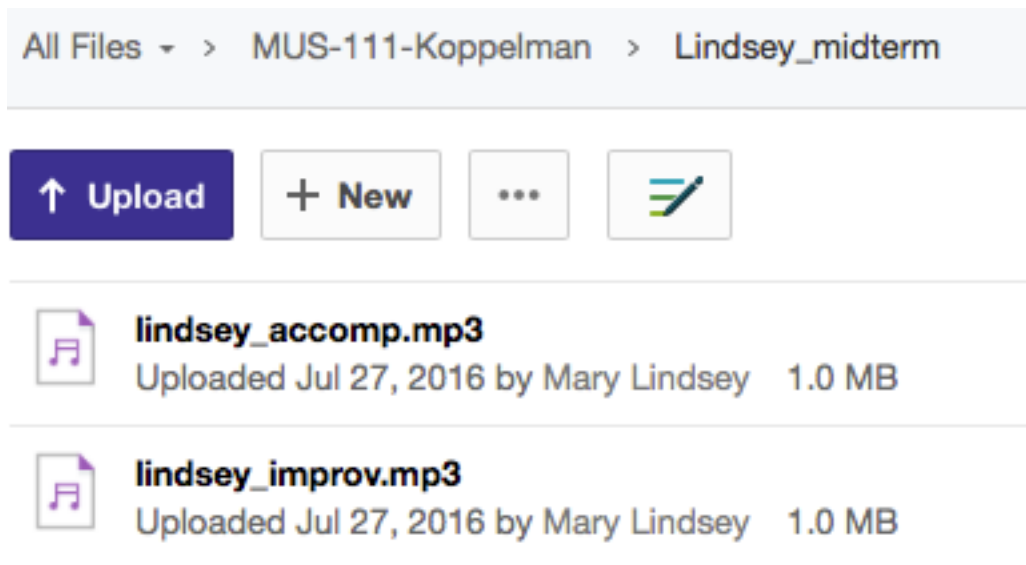 All Files > MUS-111-Koppelman > Lindsey_midterm
Upload + New ...
lindsey_accomp.mp3
Uploaded Jul 27, 2016 by Mary Lindsey 1.0 MB
lindsey_improv.mp3
Uploaded Jul 27, 2016 by Mary Lindsey 1.0 MB